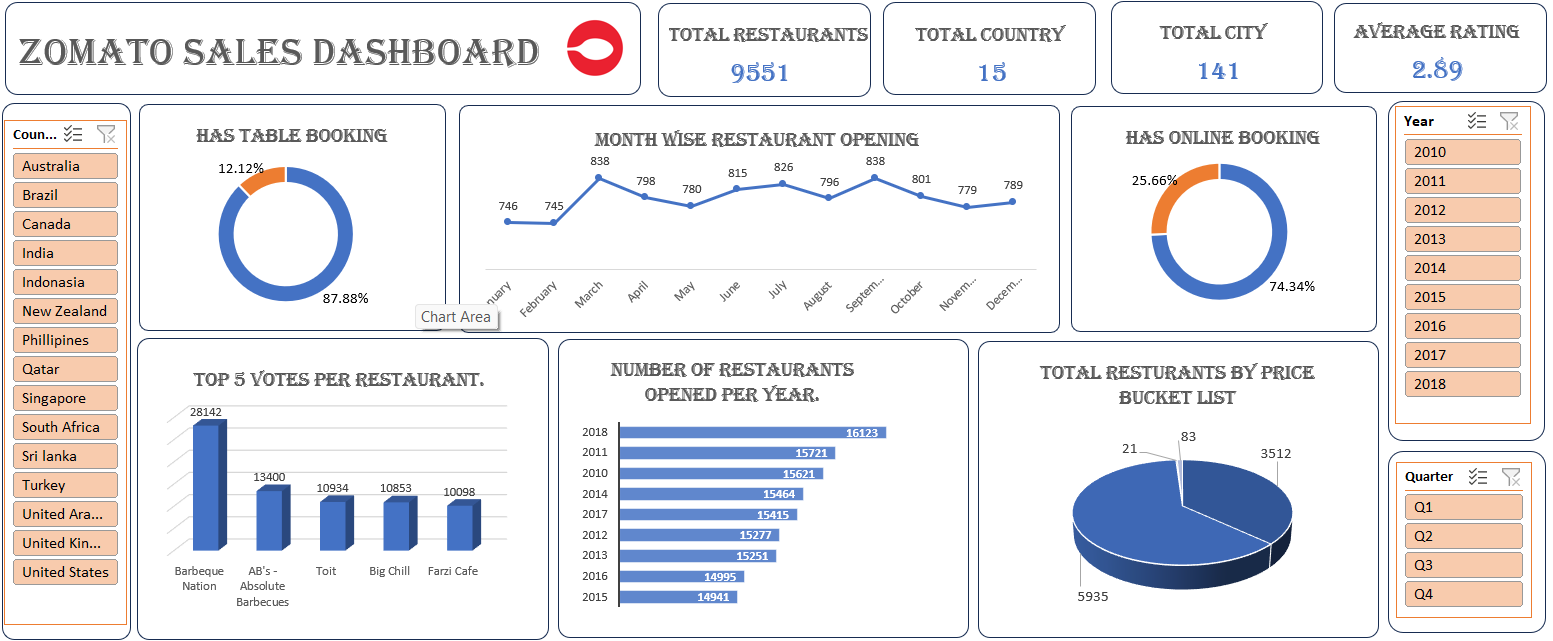 ZOMATO SALES DASHBOARD
TOTAL RESTAURANTS
9551
TOTAL COUNTRY
15
TOTAL CITY
141
AVERAGE RATING
2.89
Coun...
Australia
Brazil
Canada
India
Indonasia
New Zealand
Phillipines
Qatar
Singapore
South Africa
Sri lanka
Turkey
United Ara...
United Kin...
United States
HAS TABLE BOOKING
12.12%
87.88%
Chart Area
MONTH WISE RESTAURANT OPENING
746 745 838 798 780 815 826 796 838 801 779 789
nuary February March April May June July August Septem... October Novem... Decem...
HAS ONLINE BOOKING
25.66%
74.34%
Year
2010
2011
2012
2013
2014
2015
2016
2017
2018
TOP 5 VOTES PER RESTAURANT.
28142 13400 10934 10853 10098
Barbeque Nation
AB's - Absolute Barbecues
Toit
Big Chill
Farzi Cafe
NUMBER OF RESTAURANTS
OPENED PER YEAR.
2018 16123
2011 15721
2010 15621
2014 15464
2017 15415
2012 15277
2013 15251
2016 14995
2015 14941
TOTAL RESTURANTS BY PRICE
BUCKET LIST
21
83
3512
5935
Quarter
Q1
Q2
Q3
Q4